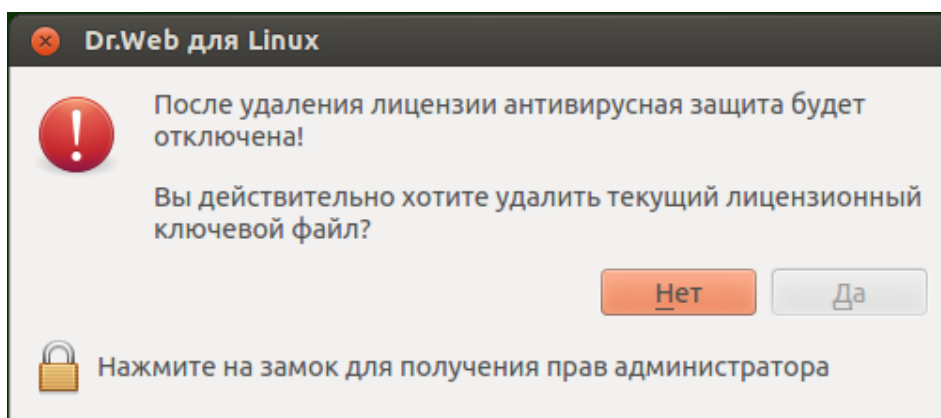 Dr.Web для Linux
После удаления лицензии антивирусная защита будет
отключена!
Вы действительно хотите удалить текущий лицензионный
ключевой файл?
Нет
Да
Нажмите на замок для получения прав администратора